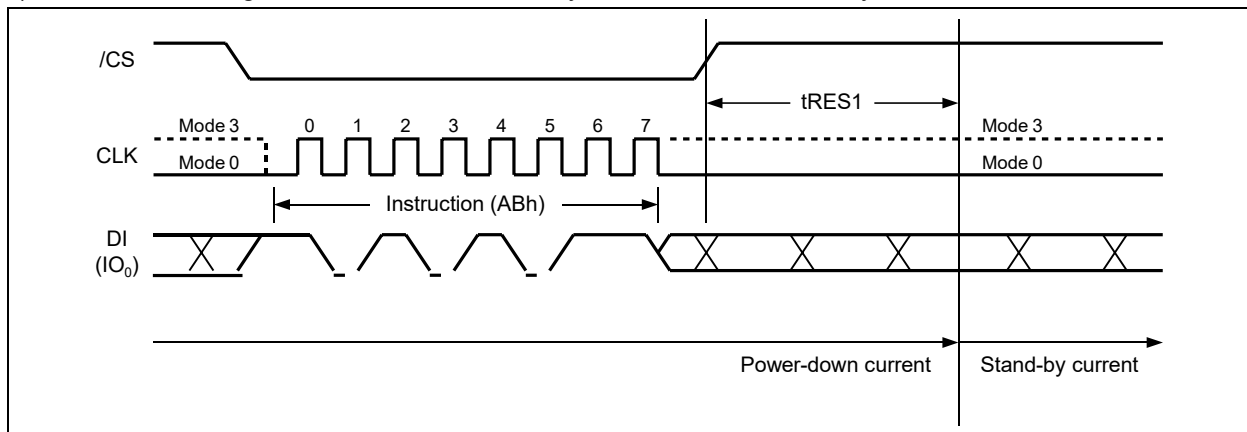 /CS
tRES1
Mode 3
0 1 2 3 4 5 6 7
Mode 3
CLK
Mode 0
Mode 0
Instruction (ABh)
DI
(IO₀)
Power-down current
Stand-by current